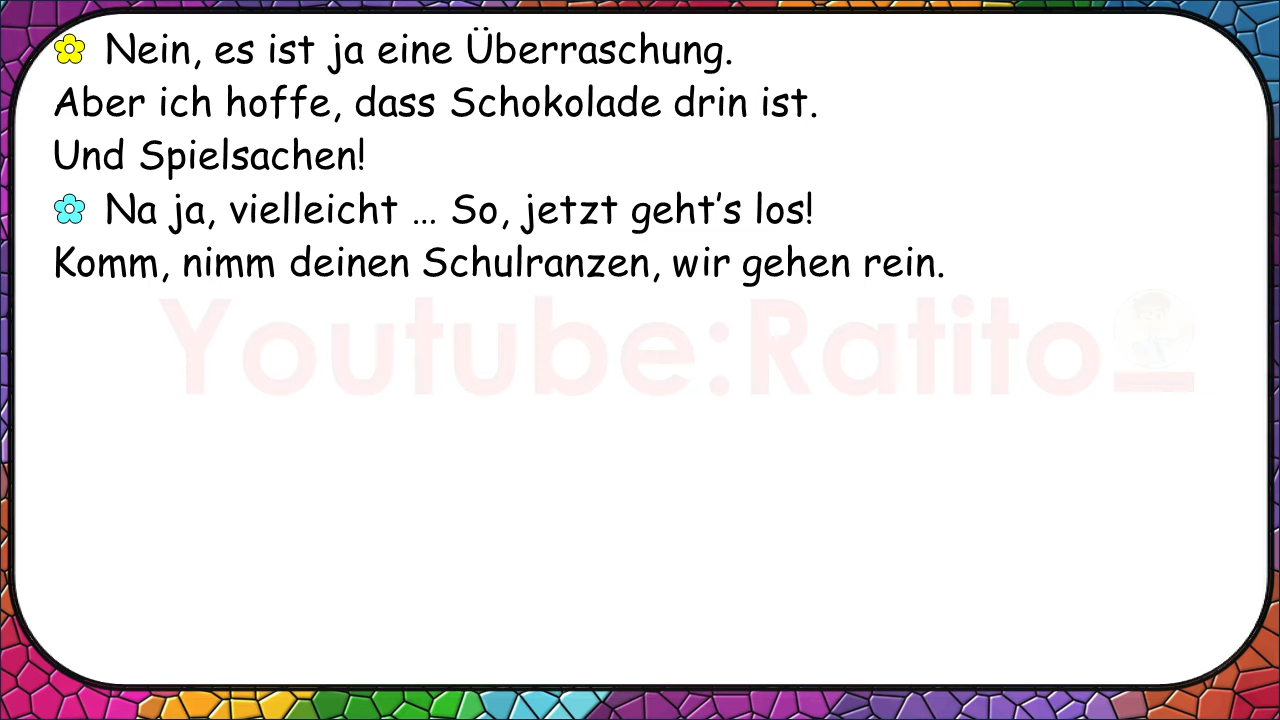 Nein, es ist ja eine Überraschung.
Aber ich hoffe, dass Schokolade drin ist.
Und Spielsachen!
Na ja, vielleicht … So, jetzt geht’s los!
Komm, nimm deinen Schulranzen, wir gehen rein.
Youtube:Ratito